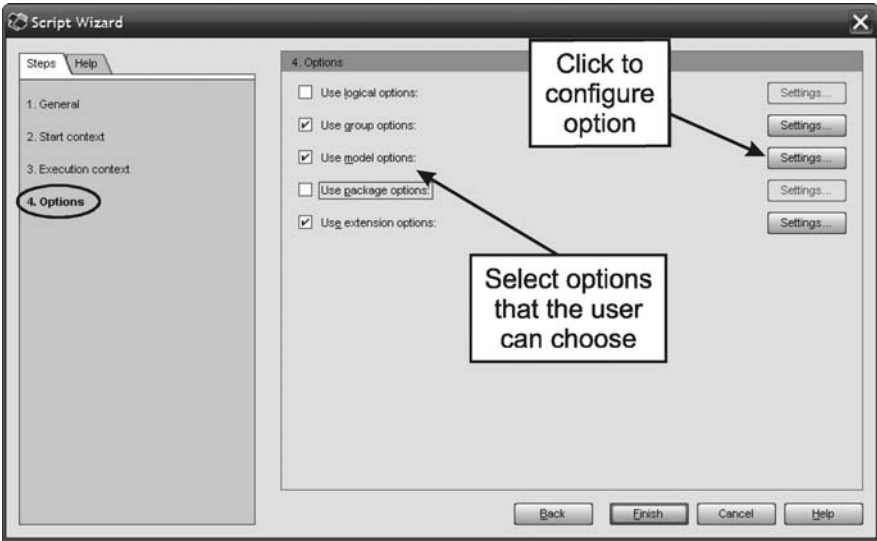 Script Wizard
Steps Help
1. General
2. Start context
3. Execution context
4. Options
4. Options
Use logical options: Settings...
Use group options: Settings...
Use model options: Settings...
Use package options: Settings...
Use extension options: Settings...
Click to
configure
option
Select options
that the user
can choose
Back Finish Cancel Help